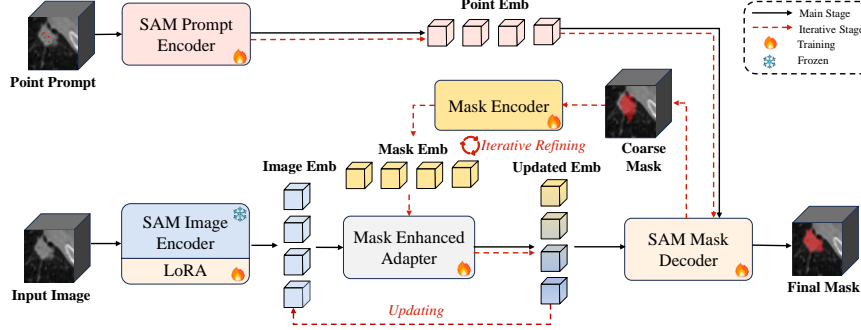 Point Emb
Main Stage
Iterative Stage
Training
Frozen
SAM Prompt
Encoder
Point Prompt
Mask Encoder
Iterative Refining
Coarse
Mask
Mask Emb
Image Emb
Updated Emb
SAM Image
Encoder
LoRA
Mask Enhanced
Adapter
SAM Mask
Decoder
Input Image
Updating
Final Mask